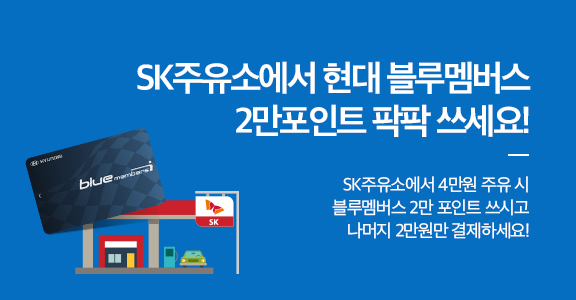 SK주유소에서 현대 블루멤버스
2만포인트 팍팍 쓰세요!
SK주유소에서 4만원 주유 시
블루멤버스 2만 포인트 쓰시고
나머지 2만원만 결제하세요!
HYUNDAI
blue members
SK